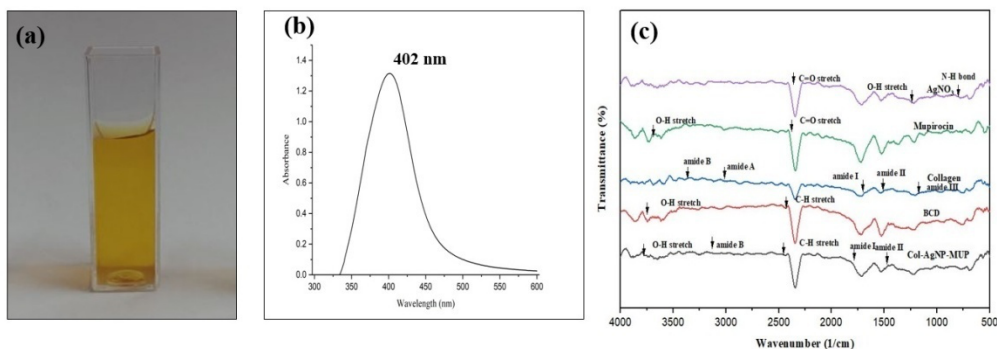 (a)
(b)
402 nm
1.4
1.2
1.0
0.8
0.6
0.4
0.2
0.0
Absorbance
300 350 400 450 500 550 600
Wavelength (nm)
(c)
C=O stretch
N-H bond
O-H stretch
AgNO3
O-H stretch
C=O stretch
Mupirocin
amide B
amide A
amide I
amide II
Collagen
amide III
O-H stretch
C-H stretch
BCD
O-H stretch
amide B
C-H stretch
amide I
amide II
Col-AgNP-MUP
Transmittance (%)
4000 3500 3000 2500 2000 1500 1000 500
Wavenumber (1/cm)